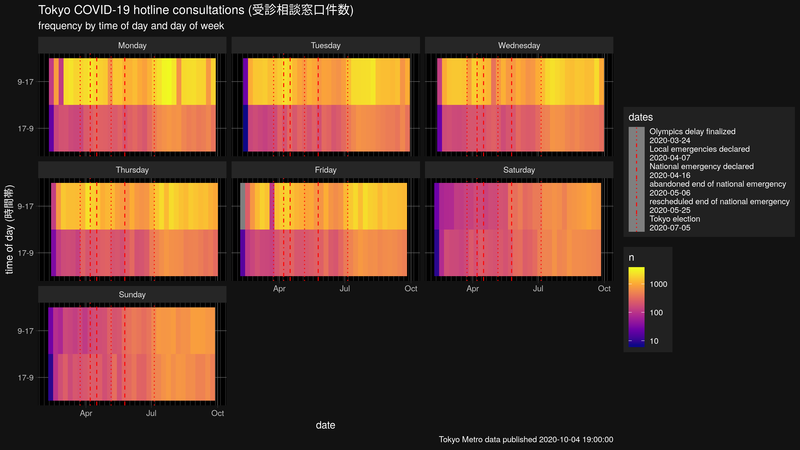 Tokyo COVID-19 hotline consultations (受診相談窓口件数)
frequency by time of day and day of week
Monday
Tuesday
Wednesday
9-17
17-9
Thursday
Friday
Saturday
9-17
17-9
Apr
Jul
Oct
Apr
Jul
Oct
Sunday
9-17
17-9
Apr
Jul
Oct
time of day (時間帯)
date
dates
Olympics delay finalized
2020-03-24
Local emergencies declared
2020-04-07
National emergency declared
2020-04-16
abandoned end of national emergency
2020-05-06
rescheduled end of national emergency
2020-05-25
Tokyo election
2020-07-05
n
1000
100
10
Tokyo Metro data published 2020-10-04 19:00:00